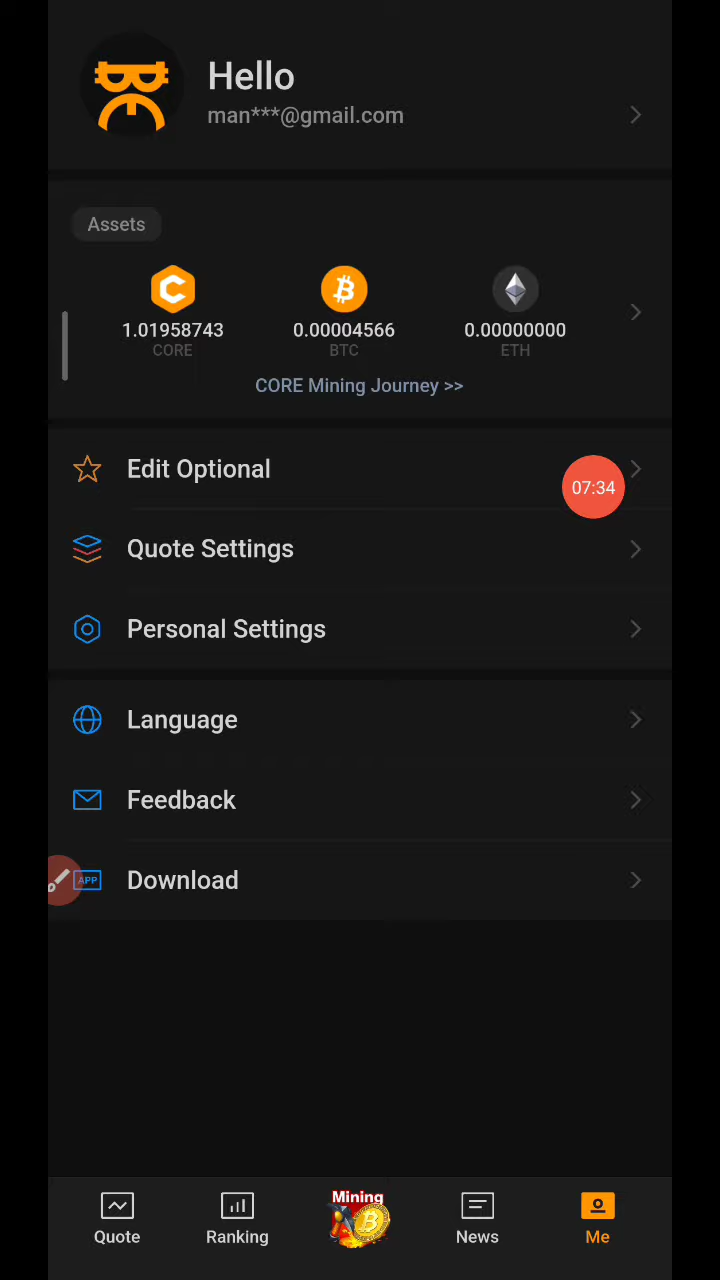 Hello
man***@gmail.com
Assets
1.01958743 0.00004566 0.00000000
CORE BTC ETH
CORE Mining Journey >>
Edit Optional
07:34
Quote Settings
Personal Settings
Language
Feedback
APP Download
Mining
Quote Ranking News Me